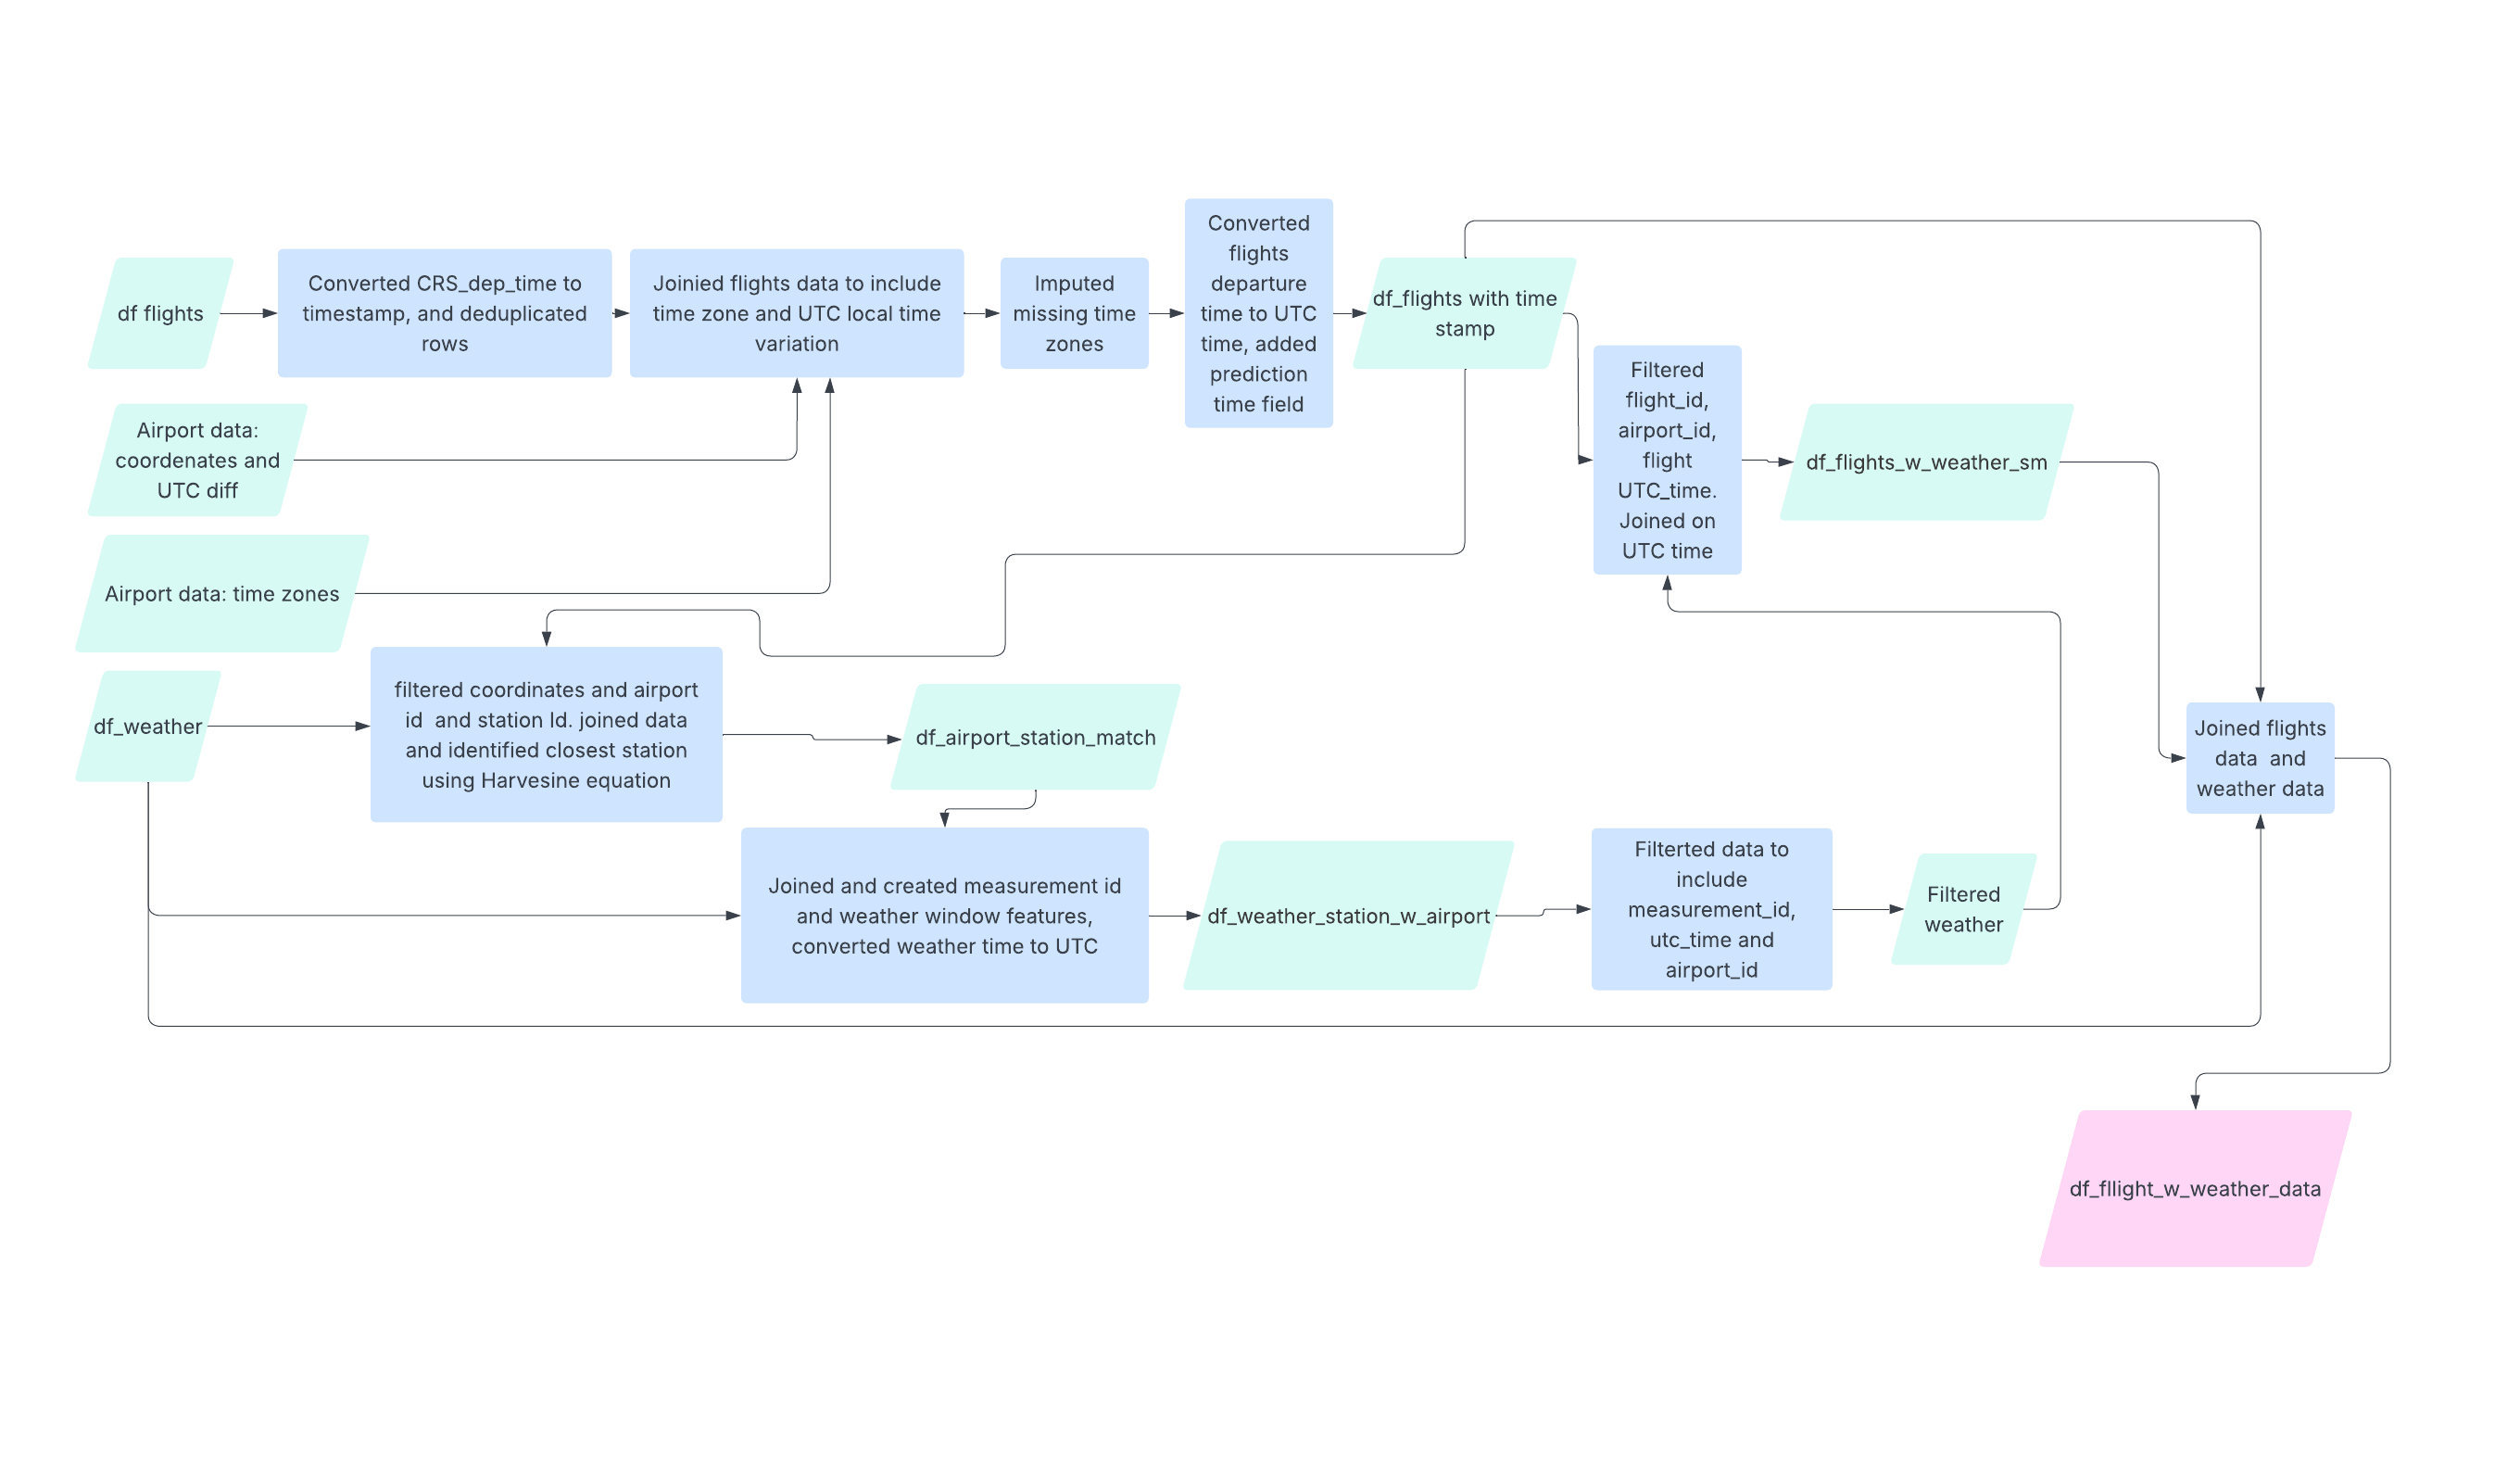 df flights
Converted CRS_dep_time to
timestamp, and deduplicated
rows
Joinied flights data to include
time zone and UTC local time
variation
Imputed
missing time
zones
Converted
flights
departure
time to UTC
time, added
prediction
time field
df_flights with time
stamp
Airport data:
coordenates and
UTC diff
Filtered
flight_id,
airport_id,
flight
UTC_time.
Joined on
UTC time
df_flights_w_weather_sm
Airport data: time zones
df_weather
filtered coordinates and airport
id  and station Id. joined data
and identified closest station
using Harvesine equation
df_airport_station_match
Joined flights
data  and
weather data
Joined and created measurement id
and weather window features,
converted weather time to UTC
df_weather_station_w_airport
Filterted data to
include
measurement_id,
utc_time and
airport_id
Filtered
weather
df_fllight_w_weather_data